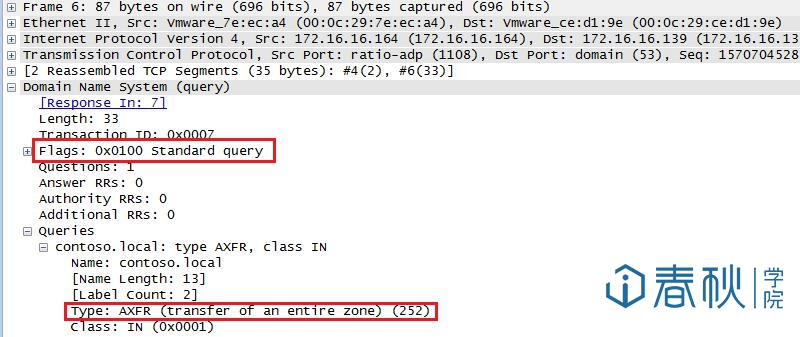 Frame 6: 87 bytes on wire (696 bits), 87 bytes captured (696 bits)
Ethernet II, Src: Vmware_7e:ec:a4 (00:0c:29:7e:ec:a4), Dst: Vmware_ce:d1:9e (00:0c:29:ce:d1:9e)
Internet Protocol Version 4, Src: 172.16.16.164 (172.16.16.164), Dst: 172.16.16.139 (172.16.16.13
Transmission Control Protocol, Src Port: ratio-adp (1108), Dst Port: domain (53), Seq: 1570704528
[2 Reassembled TCP Segments (35 bytes): #4(2), #6(33)]
Domain Name System (query)
[Response In: 7]
Length: 33
Transaction ID: 0x0007
Flags: 0x0100 Standard query
Questions: 1
Answer RRs: 0
Authority RRs: 0
Additional RRs: 0
Queries
contoso.local: type AXFR, class IN
Name: contoso.local
[Name Length: 13]
[Label Count: 2]
Type: AXFR (transfer of an entire zone) (252)
Class: IN (0x0001)
春秋学院